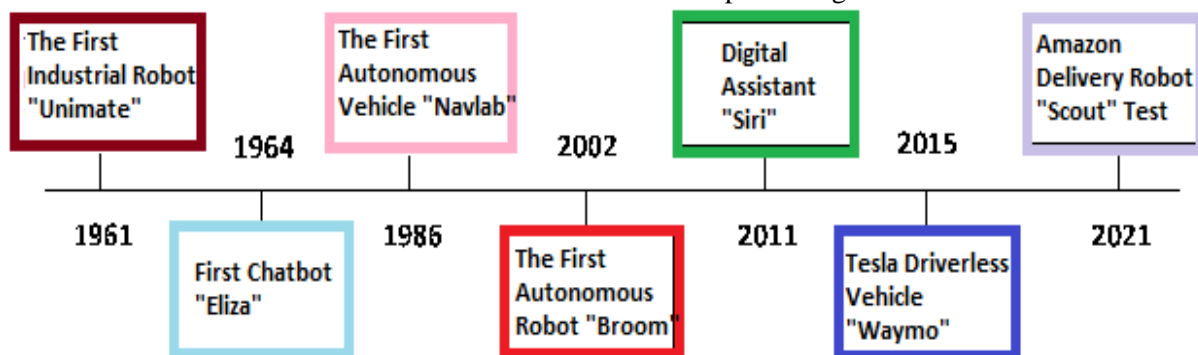 The First
Industrial Robot
"Unimate"
1961
1964
First Chatbot
"Eliza"
The First
Autonomous
Vehicle "Navlab"
1986
2002
The First
Autonomous
Robot "Broom"
Digital
Assistant
"Siri"
2011
2015
Tesla Driverless
Vehicle
"Waymo"
Amazon
Delivery Robot
"Scout" Test
2021